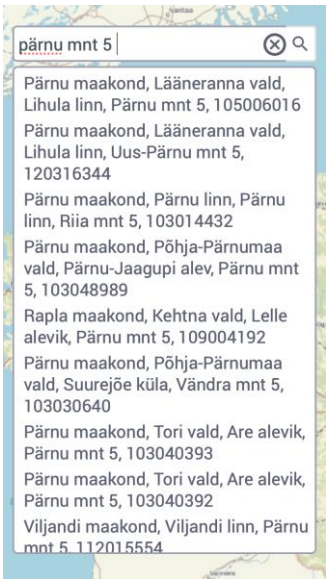 pärnu mnt 5
Pärnu maakond, Lääneranna vald,
Lihula linn, Pärnu mnt 5, 105006016
Pärnu maakond, Lääneranna vald,
Lihula linn, Uus-Pärnu mnt 5,
120316344
Pärnu maakond, Pärnu linn, Pärnu
linn, Riia mnt 5, 103014432
Pärnu maakond, Põhja-Pärnumaa
vald, Pärnu-Jaagupi alev, Pärnu mnt
5, 103048989
Rapla maakond, Kehtna vald, Lelle
alevik, Pärnu mnt 5, 109004192
Pärnu maakond, Põhja-Pärnumaa
vald, Suurejõe küla, Vändra mnt 5,
103030640
Pärnu maakond, Tori vald, Are alevik,
Pärnu mnt 5, 103040393
Pärnu maakond, Tori vald, Are alevik,
Pärnu mnt 5, 103040392
Viljandi maakond, Viljandi linn, Pärnu
mnt 5, 112015554